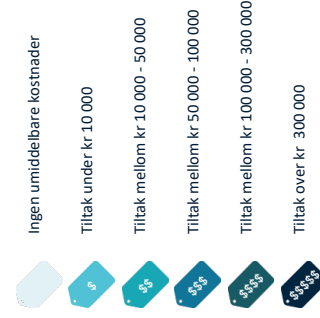 Ingen umiddelbare kostnader
Tiltak under kr 10 000
Tiltak mellom kr 10 000 - 50 000
Tiltak mellom kr 50 000 - 100 000
Tiltak mellom kr 100 000 - 300 000
Tiltak over kr 300 000
$
$$
$$$
$$$$
$$$$$